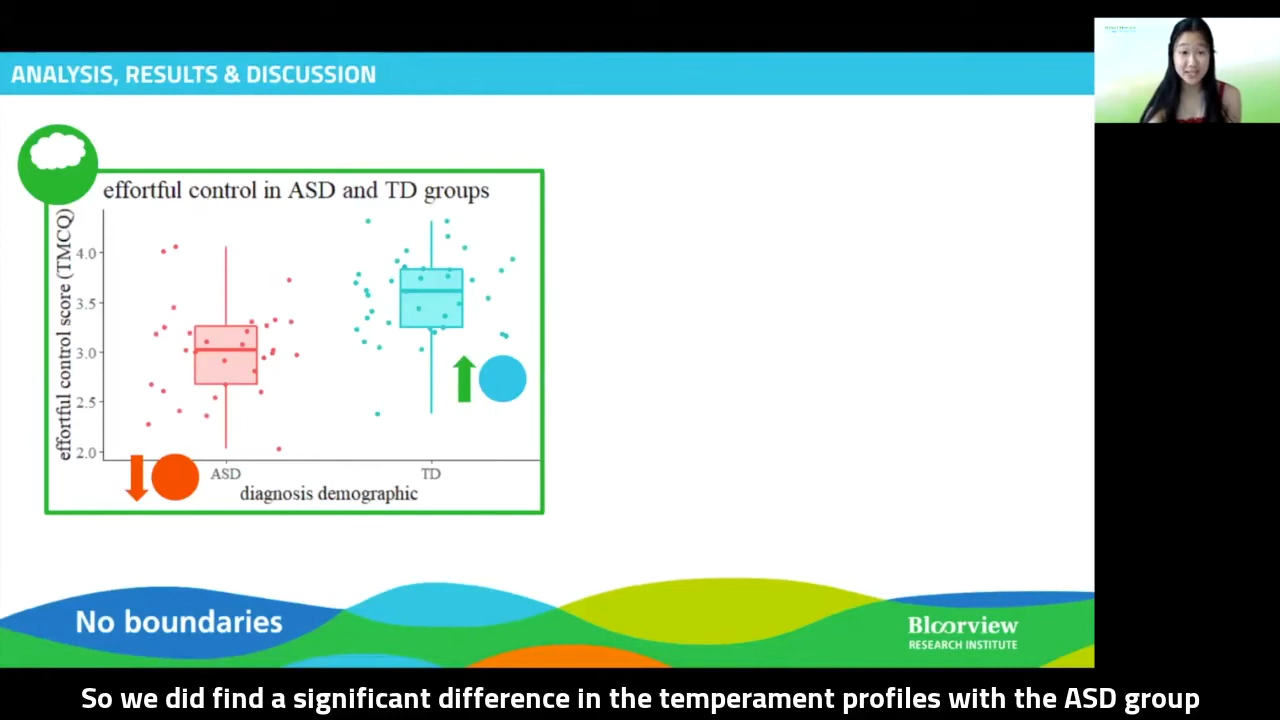 ANALYSIS, RESULTS & DISCUSSION
effortful control in ASD and TD groups
effortful control score (TMCQ)
4.0
3.5
3.0
2.5
2.0
ASD
TD
diagnosis demographic
No boundaries
Bloorview
RESEARCH INSTITUTE
So we did find a significant difference in the temperament profiles with the ASD group